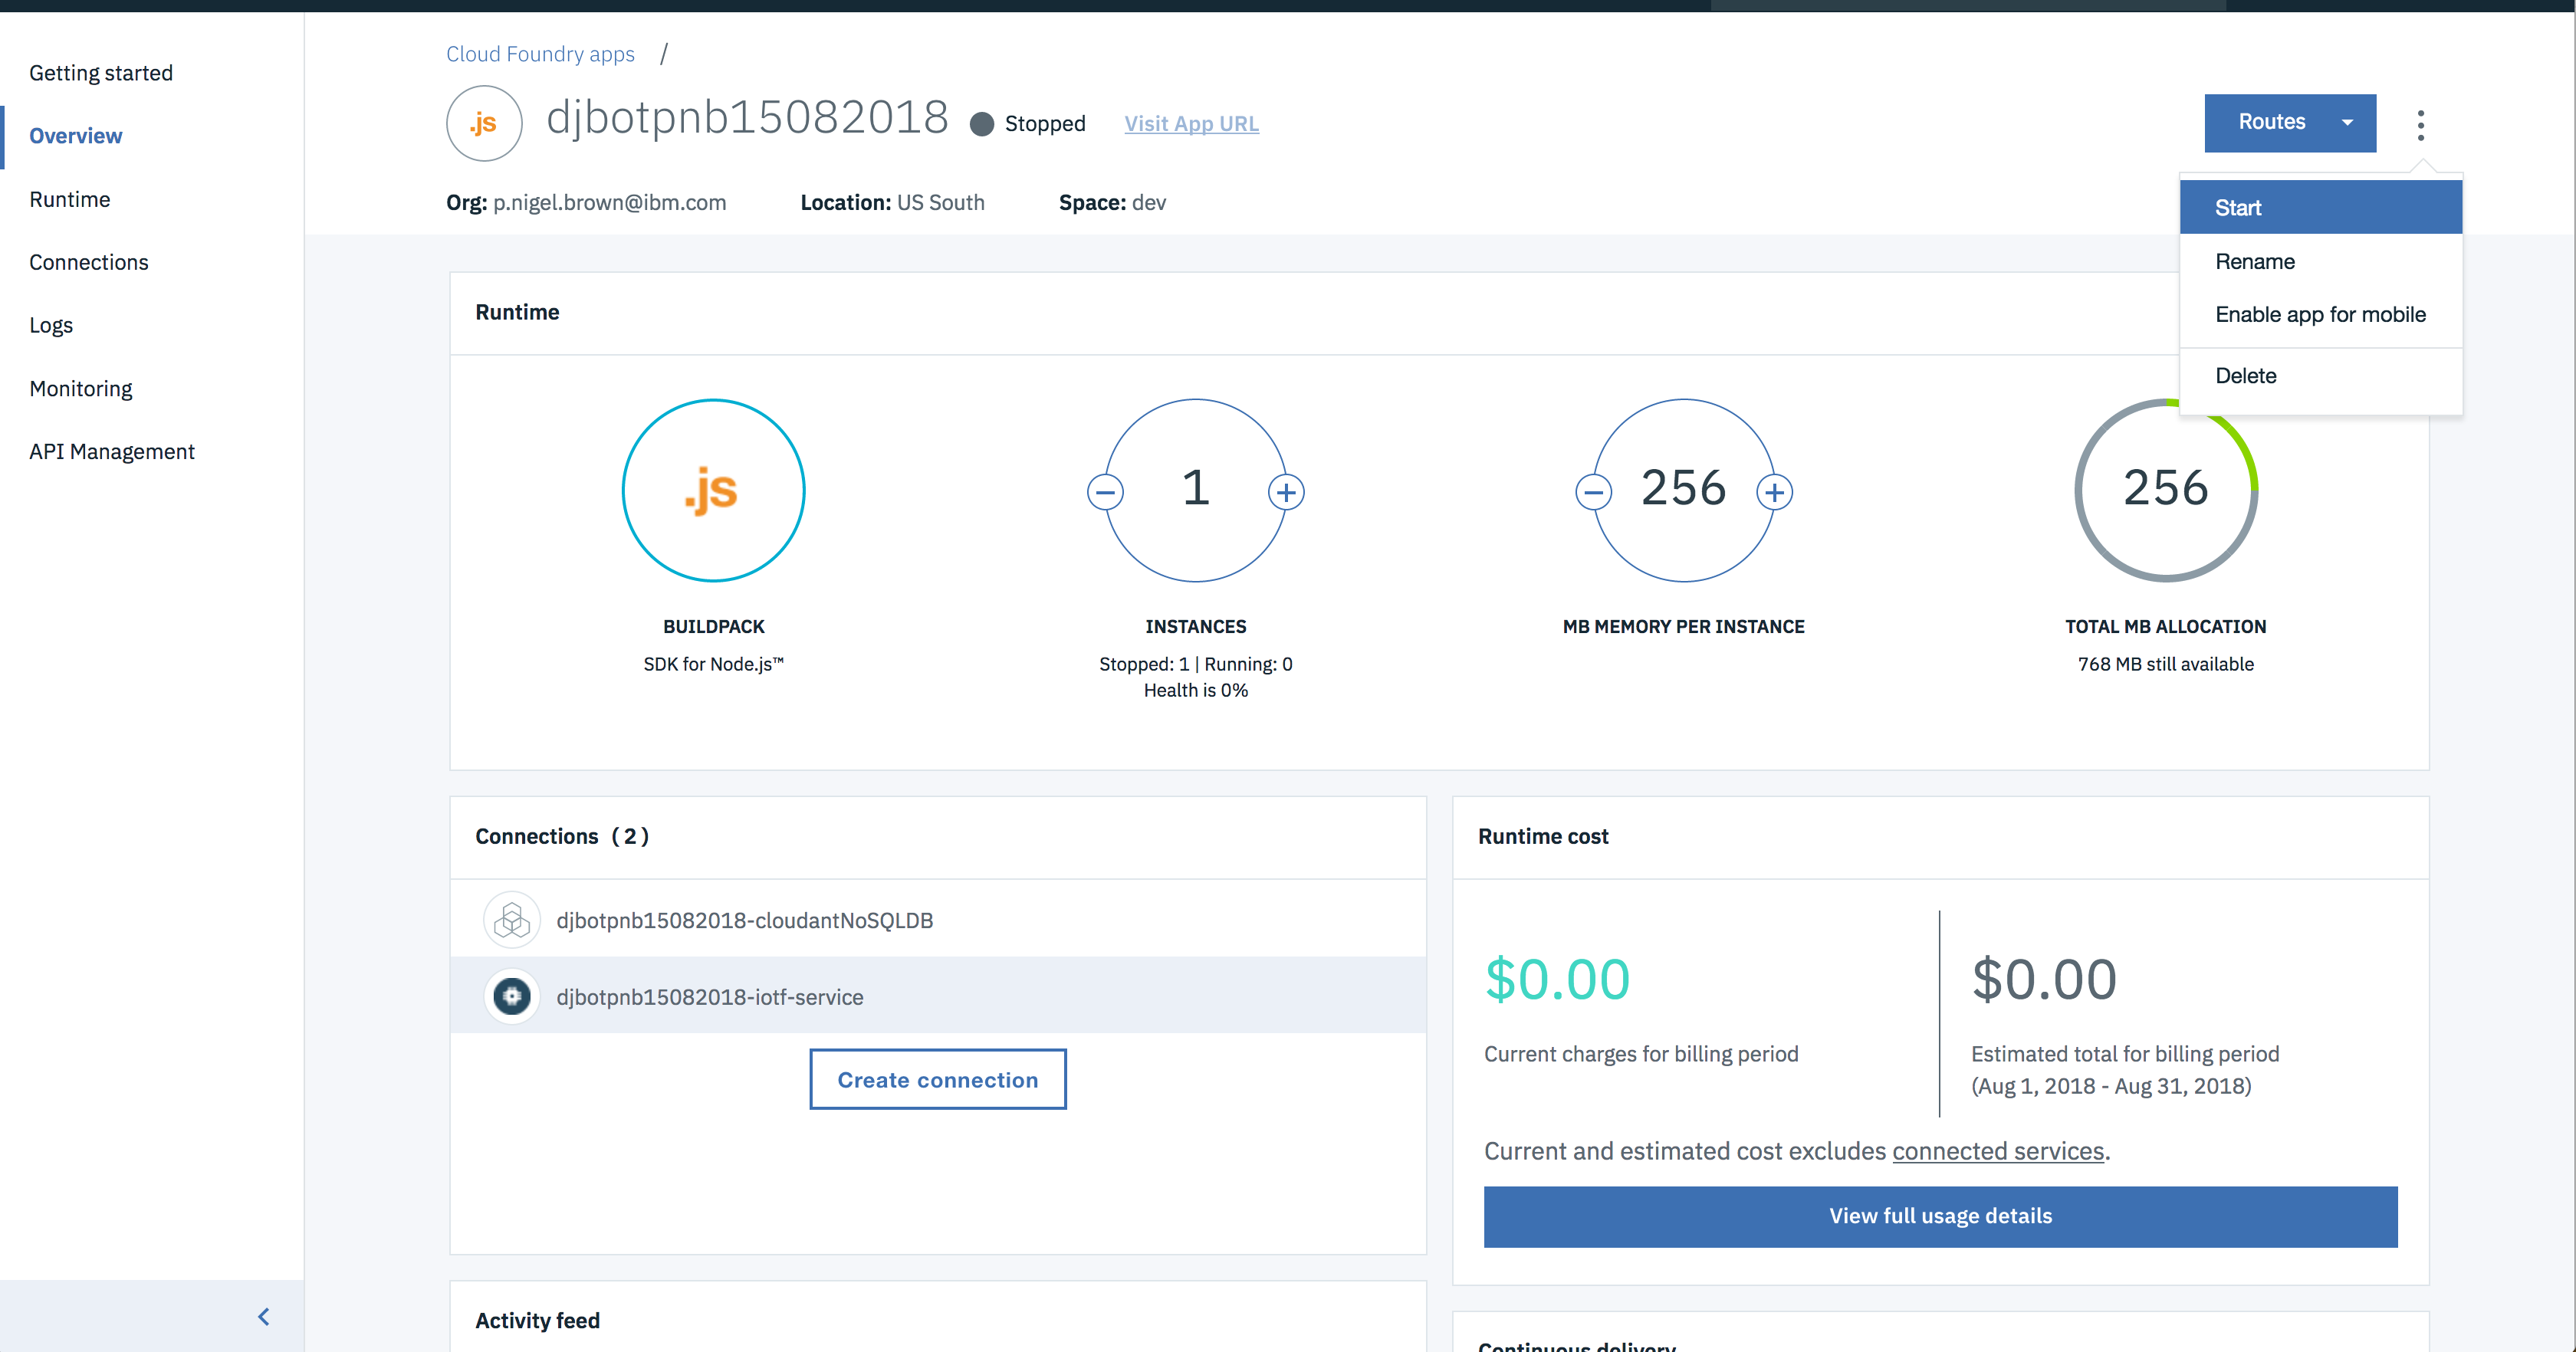 Getting started
Overview
Runtime
Connections
Logs
Monitoring
API Management
Cloud Foundry apps /
.js
djbotpnb15082018
Stopped
Visit App URL
Routes
Org: p.nigel.brown@ibm.com
Location: US South
Space: dev
Start
Rename
Enable app for mobile
Delete
Runtime
.js
1
256
256
BUILDPACK
INSTANCES
MB MEMORY PER INSTANCE
TOTAL MB ALLOCATION
SDK for Node.js™
Stopped: 1 | Running: 0
Health is 0%
768 MB still available
Connections (2)
djbotpnb15082018-cloudantNoSQLDB
djbotpnb15082018-iotf-service
Create connection
Runtime cost
$0.00
Current charges for billing period
$0.00
Estimated total for billing period
(Aug 1, 2018 - Aug 31, 2018)
Current and estimated cost excludes connected services.
View full usage details
Activity feed
Continuous delivery